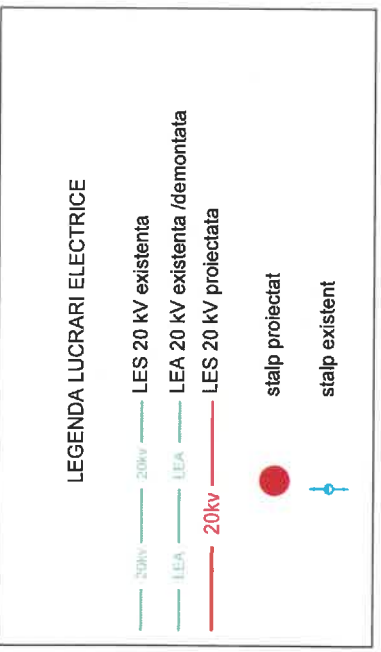 LEGENDA LUCRARI ELECTRICE
20kv 20kv LES 20 kV existenta
LEA LEA LEA 20 kV existenta /demontata
20kv LES 20 kV proiectata
stalp proiectat
stalp existent